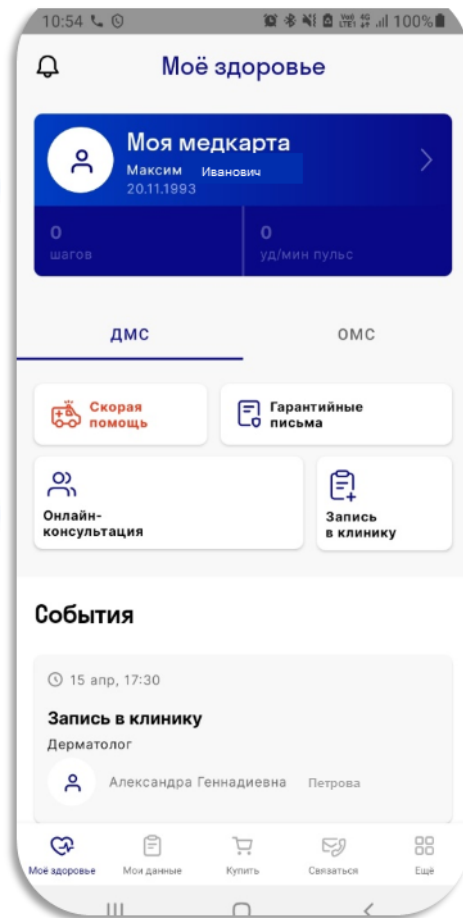 10:54 100%
Моё здоровье
Моя медкарта
Максим Иванович
20.11.1993
0 0
шагов уд/мин пульс
ДМС ОМС
Скорая помощь
Гарантийные письма
Онлайн-
консультация
Запись
в клинику
События
15 апр, 17:30
Запись в клинику
Дерматолог
Александра Геннадиевна Петрова
Моё здоровье Мои данные Купить Связаться Ещё